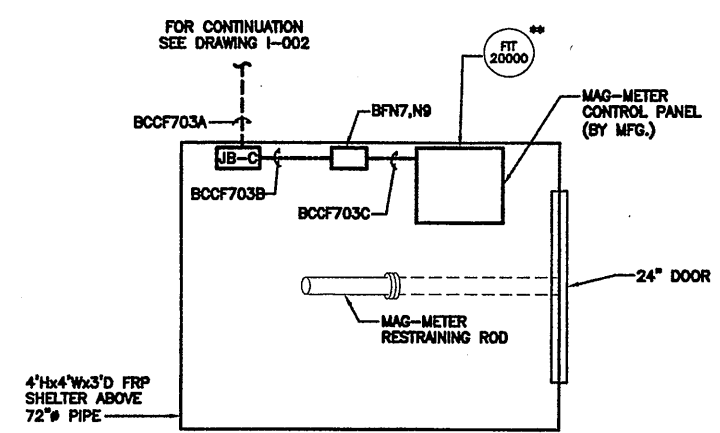 FOR CONTINUATION
SEE DRAWING I-002
FIT
20000
**
BCCF703A
BFN7,N9
MAG-METER
CONTROL PANEL
(BY MFG.)
JB-C
BCCF703B
BCCF703C
24" DOOR
MAG-METER
RESTRAINING ROD
4'Hx4'Wx3'D FRP
SHELTER ABOVE
72"ø PIPE